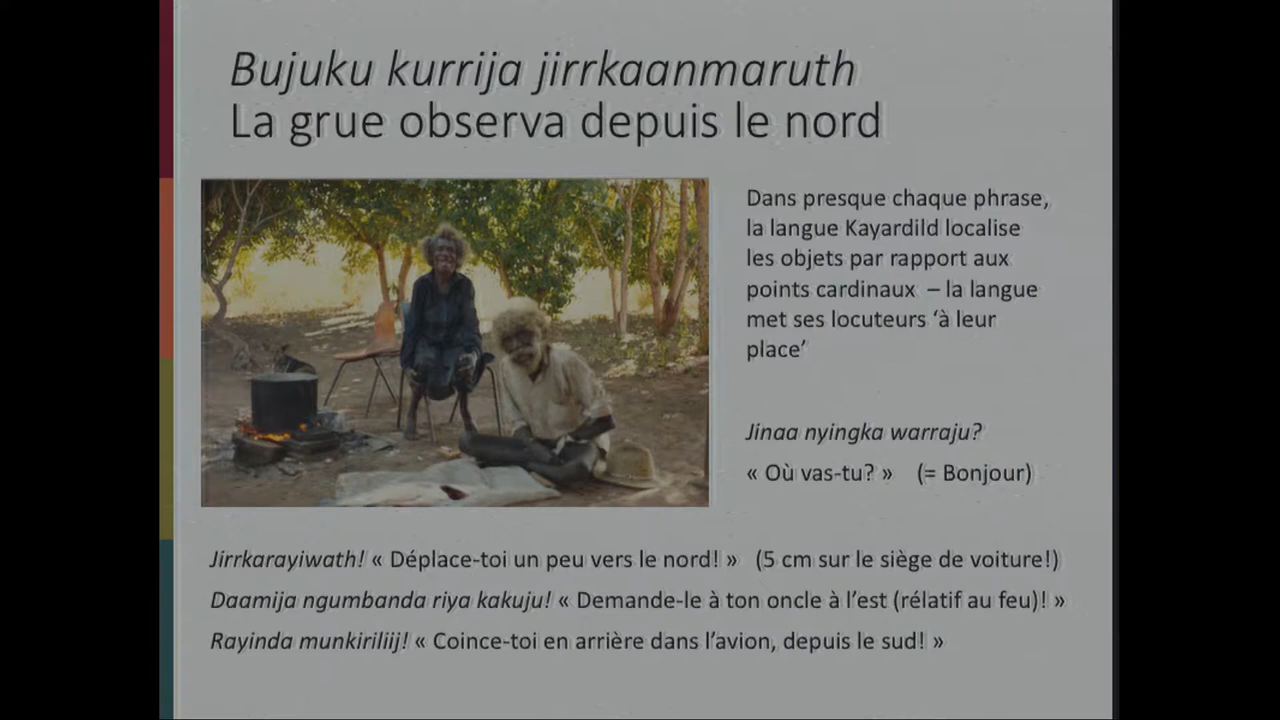 Bujuku kurrija jirrkaanmaruth
La grue observa depuis le nord
Dans presque chaque phrase,
la langue Kayardild localise
les objets par rapport aux
points cardinaux – la langue
met ses locuteurs ‘à leur
place’
Jinaa nyingka warraju?
« Où vas-tu? » (= Bonjour)
Jirrkarayiwath! « Déplace-toi un peu vers le nord! » (5 cm sur le siège de voiture!)
Daamija ngumbanda riya kakuju! « Demande-le à ton oncle à l’est (rélatif au feu)! »
Rayinda munkiriliij! « Coince-toi en arrière dans l’avion, depuis le sud! »